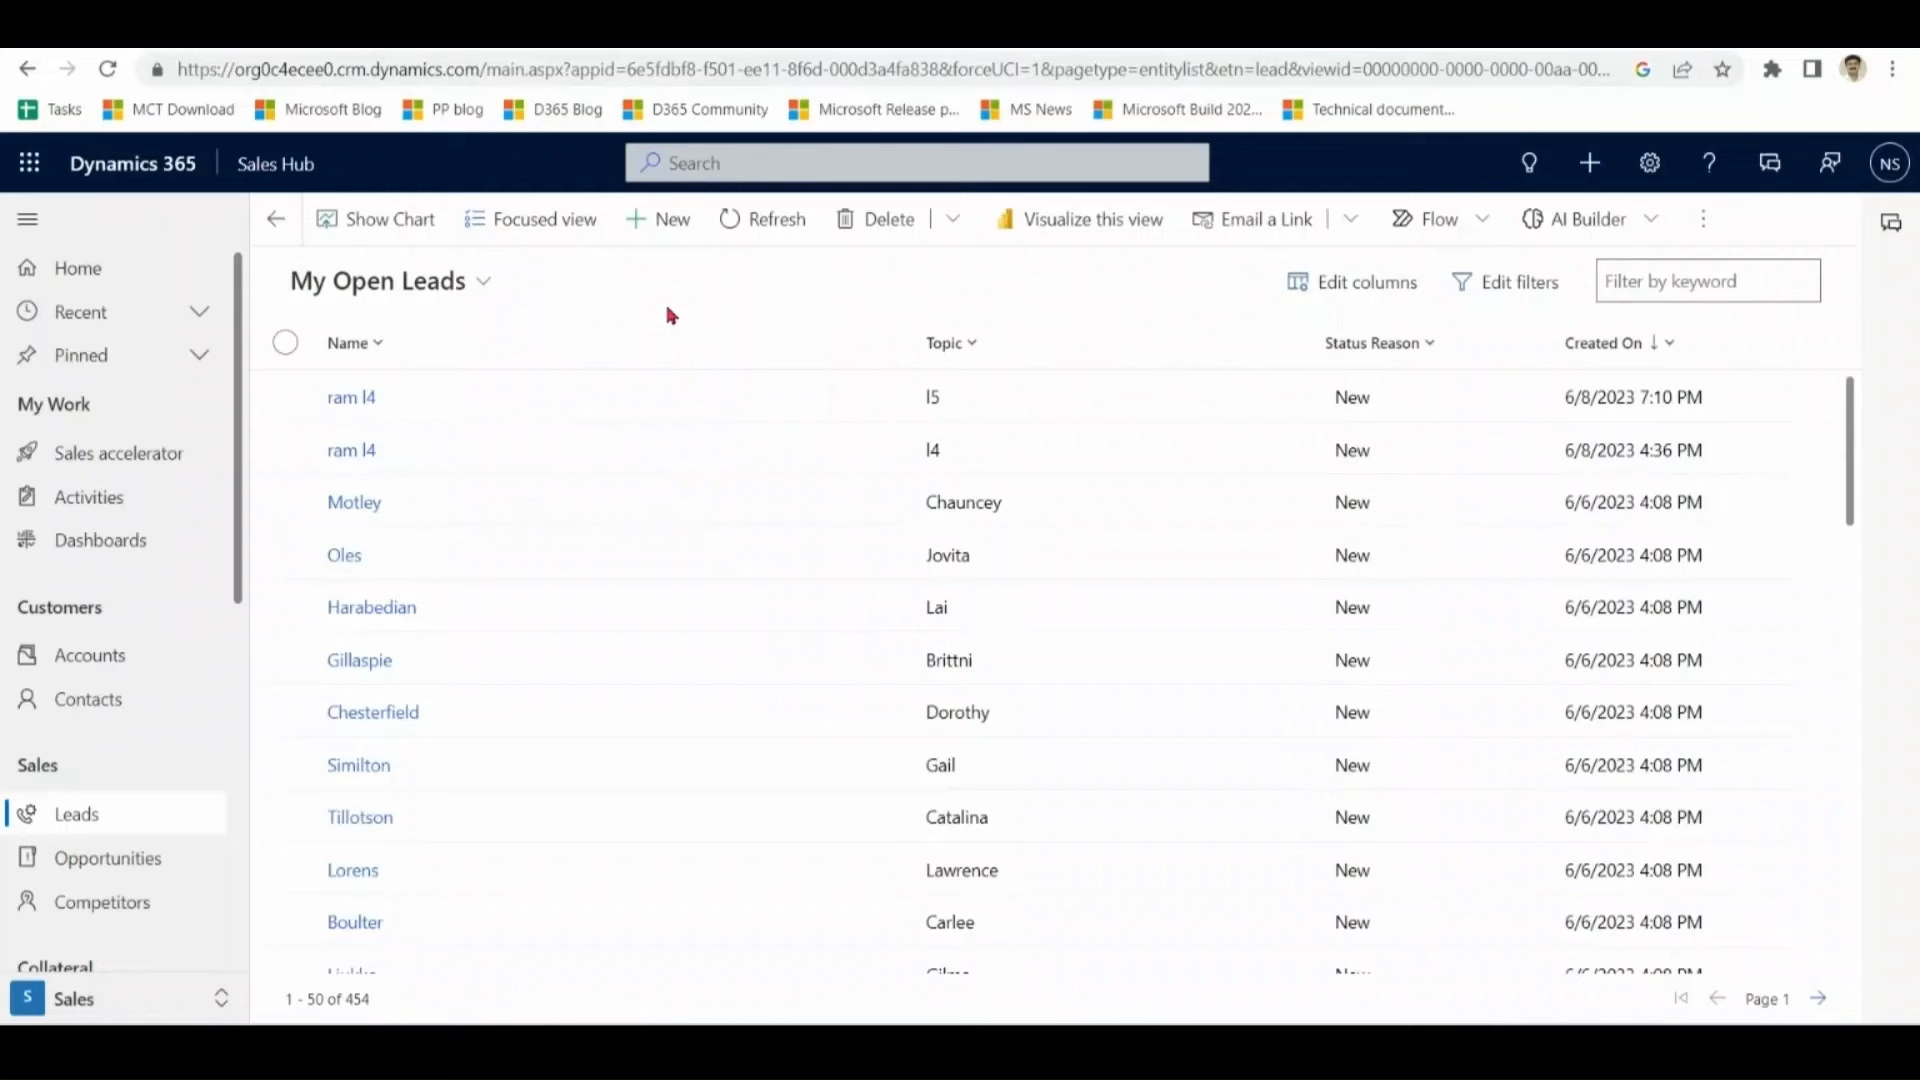 https://org0c4ecee0.crm.dynamics.com/main.aspx?appid=6e5fdbf8-f501-ee11-8f6d-000d3a4fa838&forceUCI=1&pagetype=entitylist&etn=lead&viewid=00000000-0000-0000-00aa-00...
Tasks MCT Download Microsoft Blog PP blog D365 Blog D365 Community Microsoft Release p... MS News Microsoft Build 202... Technical document...
Dynamics 365 Sales Hub Search NS
Show Chart Focused view New Refresh Delete Visualize this view Email a Link Flow AI Builder
Home
Recent
Pinned
My Work
Sales accelerator
Activities
Dashboards
Customers
Accounts
Contacts
Sales
Leads
Opportunities
Competitors
Collateral
S Sales
My Open Leads Edit columns Edit filters Filter by keyword
Name Topic Status Reason Created On
ram l4 l5 New 6/8/2023 7:10 PM
ram l4 l4 New 6/8/2023 4:36 PM
Motley Chauncey New 6/6/2023 4:08 PM
Oles Jovita New 6/6/2023 4:08 PM
Harabedian Lai New 6/6/2023 4:08 PM
Gillaspie Brittni New 6/6/2023 4:08 PM
Chesterfield Dorothy New 6/6/2023 4:08 PM
Similton Gail New 6/6/2023 4:08 PM
Tillotson Catalina New 6/6/2023 4:08 PM
Lorens Lawrence New 6/6/2023 4:08 PM
Boulter Carlee New 6/6/2023 4:08 PM
1 - 50 of 454 Page 1